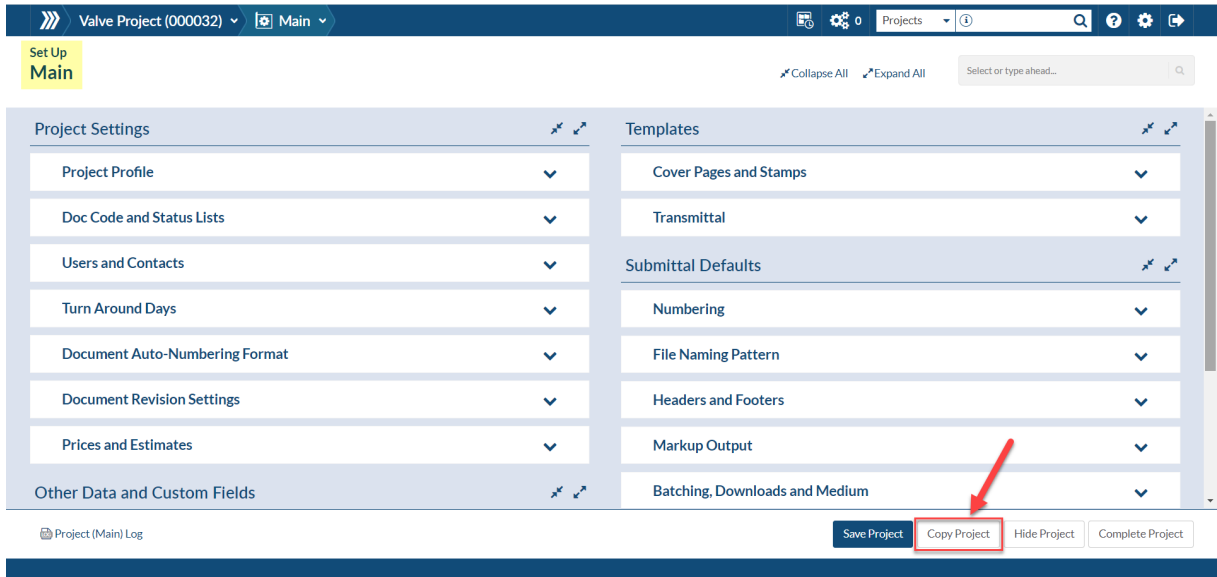 Valve Project (000032)
Main
0
Projects
Set Up
Main
Collapse All
Expand All
Select or type ahead...
Project Settings
Project Profile
Doc Code and Status Lists
Users and Contacts
Turn Around Days
Document Auto-Numbering Format
Document Revision Settings
Prices and Estimates
Other Data and Custom Fields
Templates
Cover Pages and Stamps
Transmittal
Submittal Defaults
Numbering
File Naming Pattern
Headers and Footers
Markup Output
Batching, Downloads and Medium
Project (Main) Log
Save Project
Copy Project
Hide Project
Complete Project